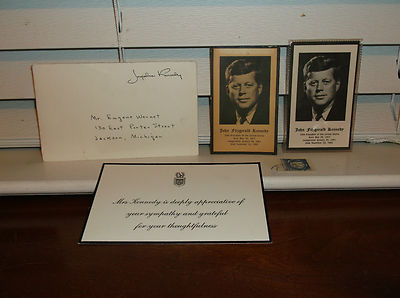 Jacqueline Kennedy
Mr. Eugene Weinet
130 East Porter Street
Jackson, Michigan
John Fitzgerald Kennedy
John Fitzgerald Kennedy
Mrs. Kennedy is deeply appreciative of
your sympathy and grateful
for your thoughtfulness